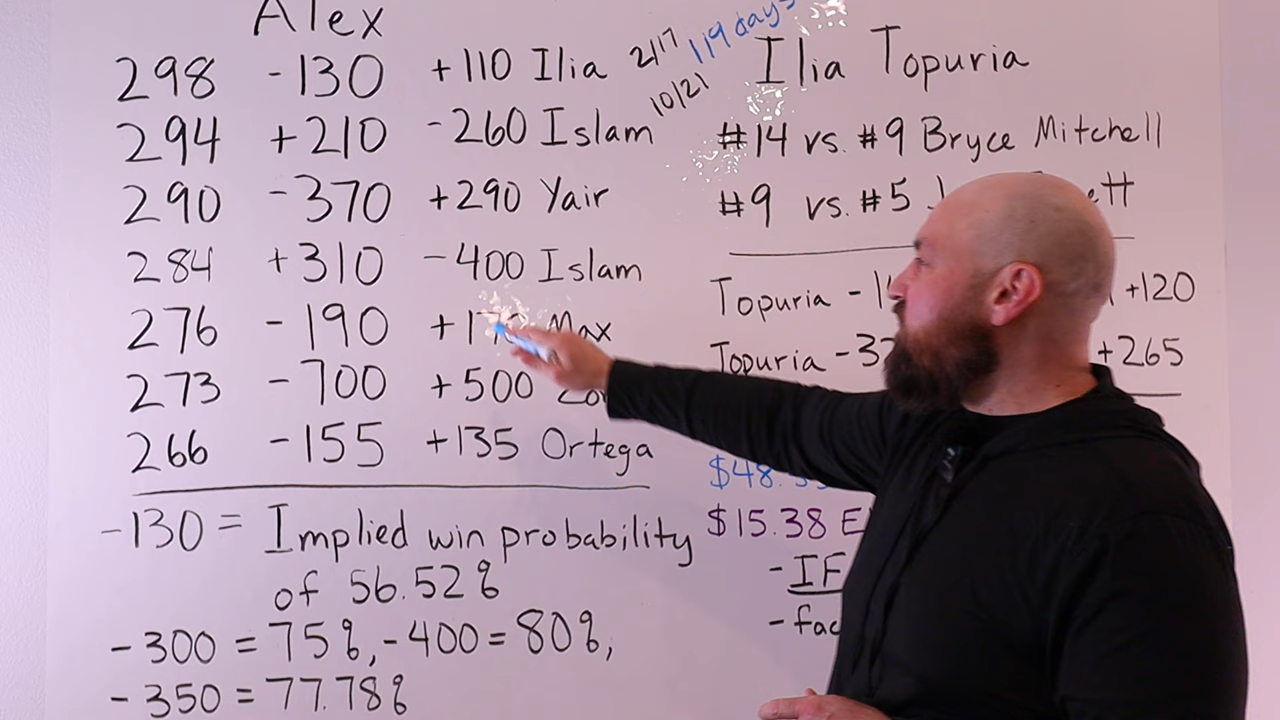 Alex
298 -130 +110 Ilia
294 +210 -260 Islam
290 -370 +290 Yair
284 +310 -400 Islam
276 -190 Max
273 -700 +500
266 -155 +135 Ortega
-130 = Implied win probability
of 56.52%
-300 = 75%, -400 = 80%,
-350 = 77.78%
2/17
10/21
119 days
Ilia Topuria
#14 vs. #9 Bryce Mitchell
#9 vs. #5
Topuria +120
Topuria +265
$15.38
-IF